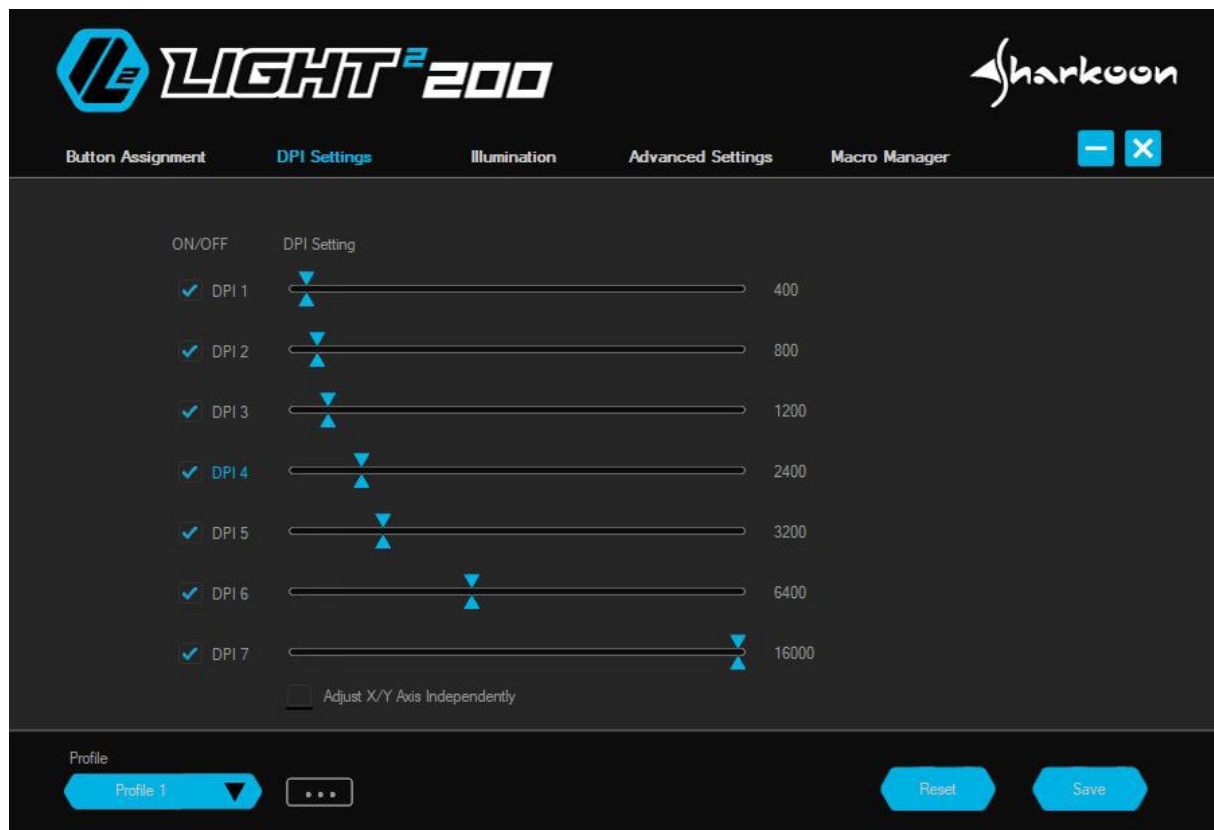 LIGHT² 200
Sharkoon
Button Assignment DPI Settings Illumination Advanced Settings Macro Manager
ON/OFF DPI Setting
DPI 1 400
DPI 2 800
DPI 3 1200
DPI 4 2400
DPI 5 3200
DPI 6 6400
DPI 7 16000
Adjust X/Y Axis Independently
Profile
Profile 1 ... Reset Save